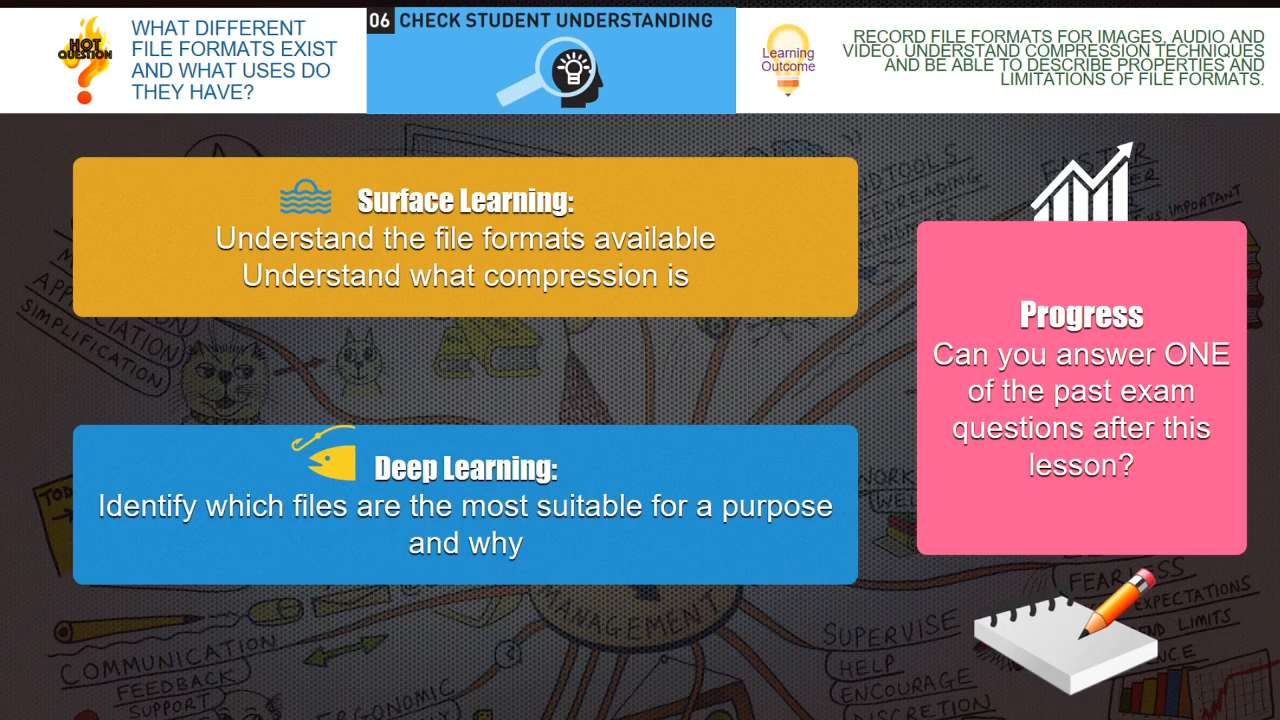 HOT
QUESTION
WHAT DIFFERENT
FILE FORMATS EXIST
AND WHAT USES DO
THEY HAVE?
06 CHECK STUDENT UNDERSTANDING
Learning
Outcome
RECORD FILE FORMATS FOR IMAGES, AUDIO AND
VIDEO. UNDERSTAND COMPRESSION TECHNIQUES
AND BE ABLE TO DESCRIBE PROPERTIES AND
LIMITATIONS OF FILE FORMATS.
Surface Learning:
Understand the file formats available
Understand what compression is
Progress
Can you answer ONE
of the past exam
questions after this
lesson?
Deep Learning:
Identify which files are the most suitable for a purpose
and why
SIMPLIFICATION
IMPORTANT
MANAGEMENT
COMMUNICATION
FEEDBACK
SUPPORT
ERGONOMIC
SUPERVISE
HELP
ENCOURAGE
DISCRETION
FEARLESS
EXPECTATIONS
LIMITS